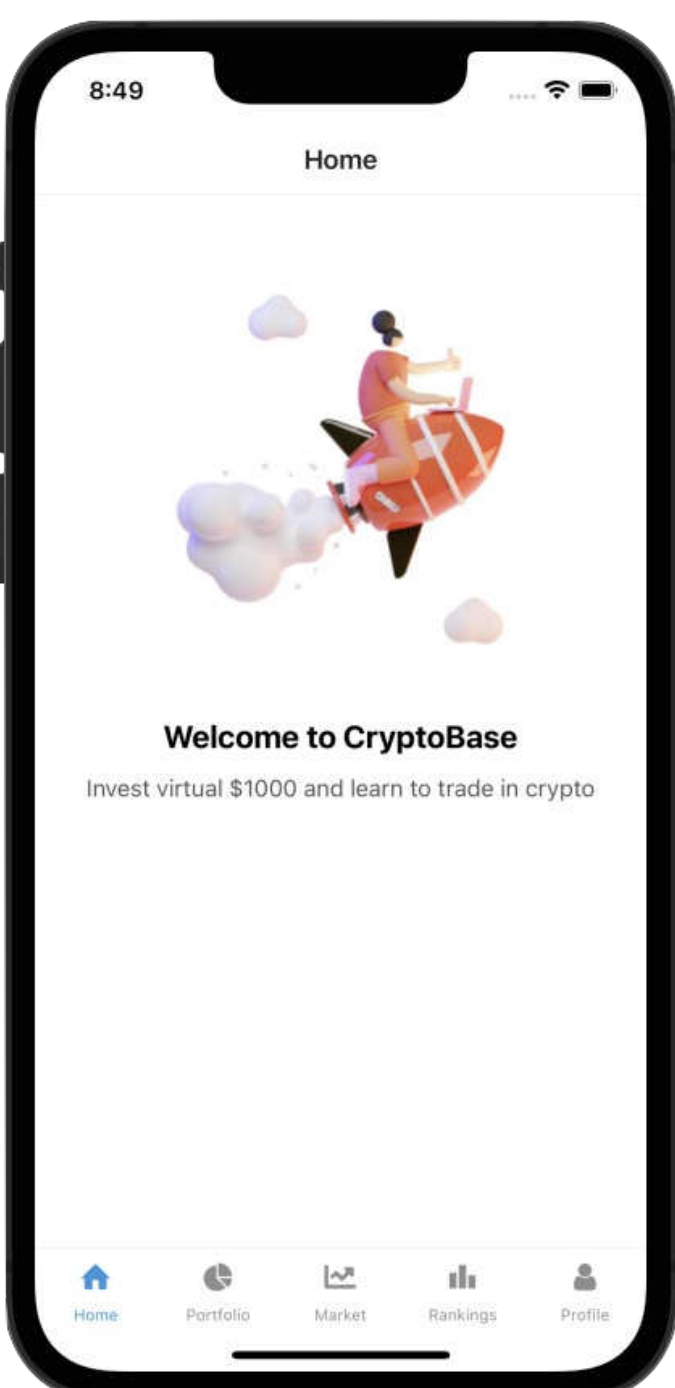 8:49
Home
Welcome to CryptoBase
Invest virtual $1000 and learn to trade in crypto
Home Portfolio Market Rankings Profile